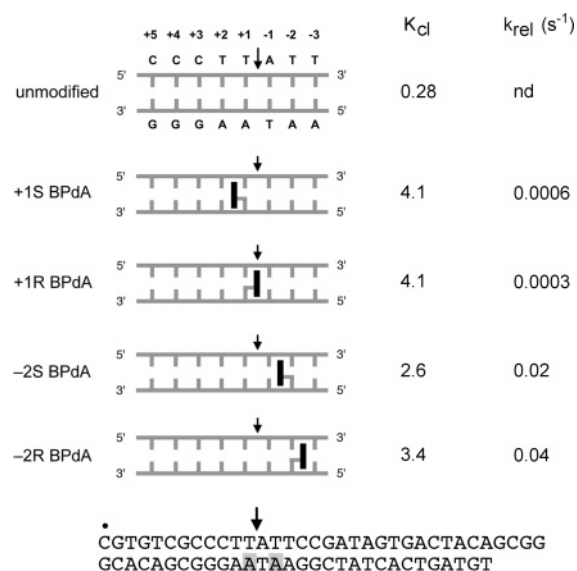 K_cl k_rel (s⁻¹)
+5 +4 +3 +2 +1 -1 -2 -3
C C C T T A T T
5' 3'
unmodified 0.28 nd
3' 5'
G G G A A T A A
5' 3'
+1S BPdA 4.1 0.0006
3' 5'
5' 3'
+1R BPdA 4.1 0.0003
3' 5'
5' 3'
–2S BPdA 2.6 0.02
3' 5'
5' 3'
–2R BPdA 3.4 0.04
3' 5'
CGTGTCGCCCTTATTCCGATAGTGACTACAGCGG
GCACAGCGGGAATAAGGCTATCACTGATGT